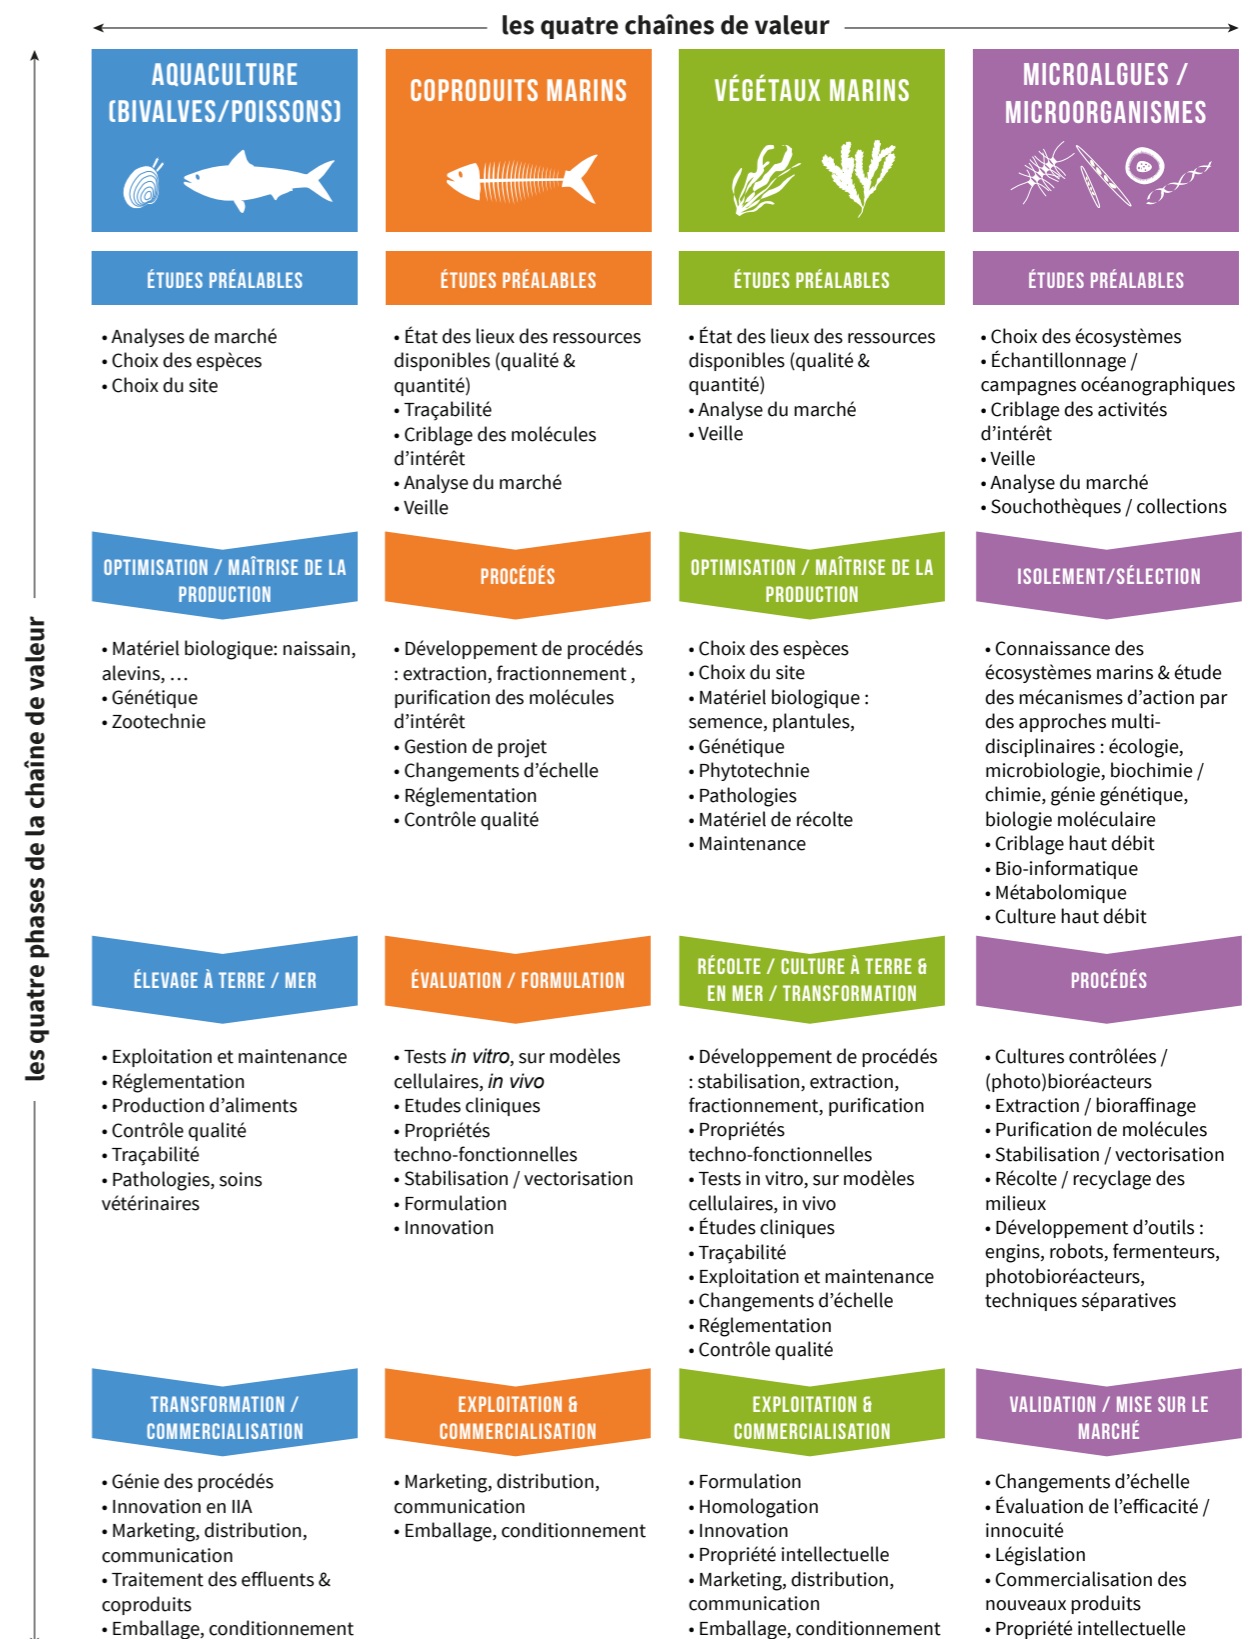 les quatre chaînes de valeur
les quatre phases de la chaîne de valeur
AQUACULTURE
(BIVALVES/POISSONS)
COPRODUITS MARINS
VÉGÉTAUX MARINS
MICROALGUES /
MICROORGANISMES
ÉTUDES PRÉALABLES
ÉTUDES PRÉALABLES
ÉTUDES PRÉALABLES
ÉTUDES PRÉALABLES
• Analyses de marché
• Choix des espèces
• Choix du site
• État des lieux des ressources
disponibles (qualité &
quantité)
• Traçabilité
• Criblage des molécules
d’intérêt
• Analyse du marché
• Veille
• État des lieux des ressources
disponibles (qualité &
quantité)
• Analyse du marché
• Veille
• Choix des écosystèmes
• Échantillonnage /
campagnes océanographiques
• Criblage des activités
d’intérêt
• Veille
• Analyse du marché
• Souchothèques / collections
OPTIMISATION / MAÎTRISE DE LA
PRODUCTION
PROCÉDÉS
OPTIMISATION / MAÎTRISE DE LA
PRODUCTION
ISOLEMENT/SÉLECTION
• Matériel biologique: naissain,
alevins, …
• Génétique
• Zootechnie
• Développement de procédés
: extraction, fractionnement ,
purification des molécules
d’intérêt
• Gestion de projet
• Changements d’échelle
• Réglementation
• Contrôle qualité
• Choix des espèces
• Choix du site
• Matériel biologique :
semence, plantules,
• Génétique
• Phytotechnie
• Pathologies
• Matériel de récolte
• Maintenance
• Connaissance des
écosystèmes marins & étude
des mécanismes d’action par
des approches multi-
disciplinaires : écologie,
microbiologie, biochimie /
chimie, génie génétique,
biologie moléculaire
• Criblage haut débit
• Bio-informatique
• Métabolomique
• Culture haut débit
ÉLEVAGE À TERRE / MER
ÉVALUATION / FORMULATION
RÉCOLTE / CULTURE À TERRE &
EN MER / TRANSFORMATION
PROCÉDÉS
• Exploitation et maintenance
• Réglementation
• Production d’aliments
• Contrôle qualité
• Traçabilité
• Pathologies, soins
vétérinaires
• Tests in vitro, sur modèles
cellulaires, in vivo
• Etudes cliniques
• Propriétés
techno-fonctionnelles
• Stabilisation / vectorisation
• Formulation
• Innovation
• Développement de procédés
: stabilisation, extraction,
fractionnement, purification
• Propriétés
techno-fonctionnelles
• Tests in vitro, sur modèles
cellulaires, in vivo
• Études cliniques
• Traçabilité
• Exploitation et maintenance
• Changements d’échelle
• Réglementation
• Contrôle qualité
• Cultures contrôlées /
(photo)bioréacteurs
• Extraction / bioraffinage
• Purification de molécules
• Stabilisation / vectorisation
• Récolte / recyclage des
milieux
• Développement d’outils :
engins, robots, fermenteurs,
photobioréacteurs,
techniques séparatives
TRANSFORMATION /
COMMERCIALISATION
EXPLOITATION &
COMMERCIALISATION
EXPLOITATION &
COMMERCIALISATION
VALIDATION / MISE SUR LE
MARCHÉ
• Génie des procédés
• Innovation en IIA
• Marketing, distribution,
communication
• Traitement des effluents &
coproduits
• Emballage, conditionnement
• Marketing, distribution,
communication
• Emballage, conditionnement
• Formulation
• Homologation
• Innovation
• Propriété intellectuelle
• Marketing, distribution,
communication
• Emballage, conditionnement
• Changements d’échelle
• Évaluation de l’efficacité /
innocuité
• Législation
• Commercialisation des
nouveaux produits
• Propriété intellectuelle